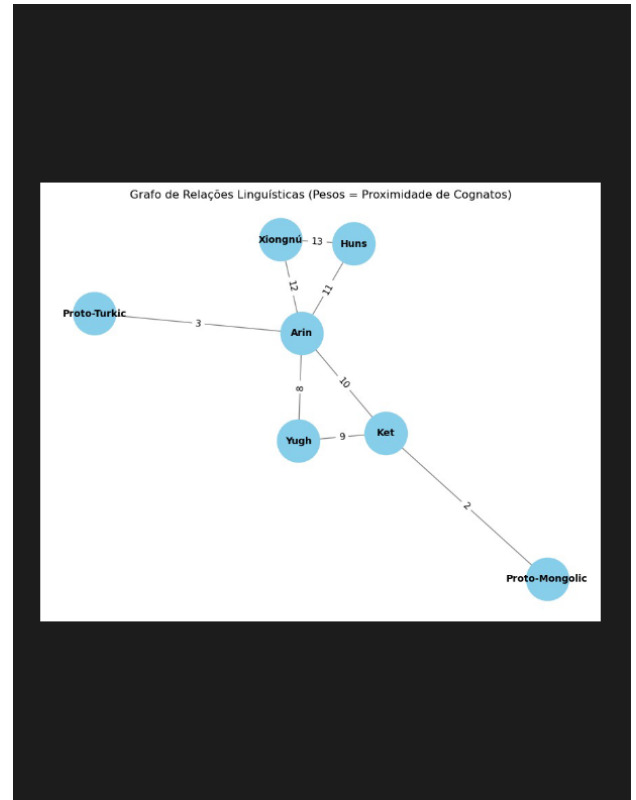 Grafo de Relações Linguísticas (Pesos = Proximidade de Cognatos)
Xiongnú
13
Huns
12
11
Proto-Turkic
3
Arin
10
8
Yugh
9
Ket
2
Proto-Mongolic